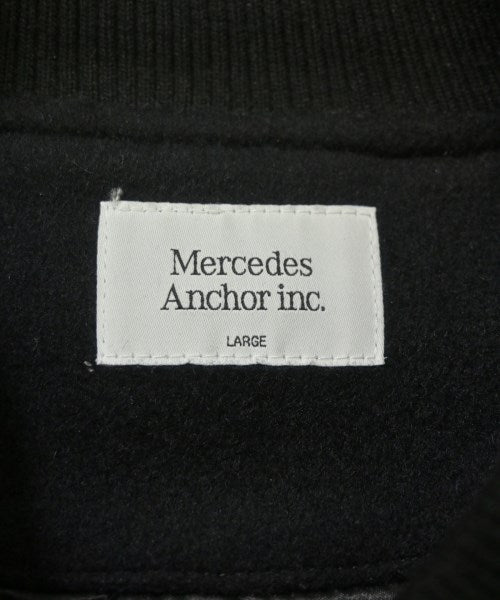 Mercedes
Anchor inc.
LARGE